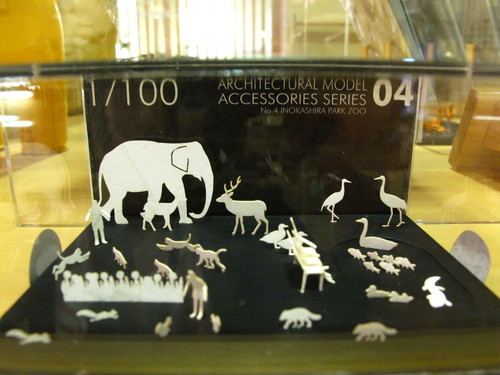 1/100
ARCHITECTURAL MODEL
ACCESSORIES SERIES 04
No.4 INOKASHIRA PARK ZOO